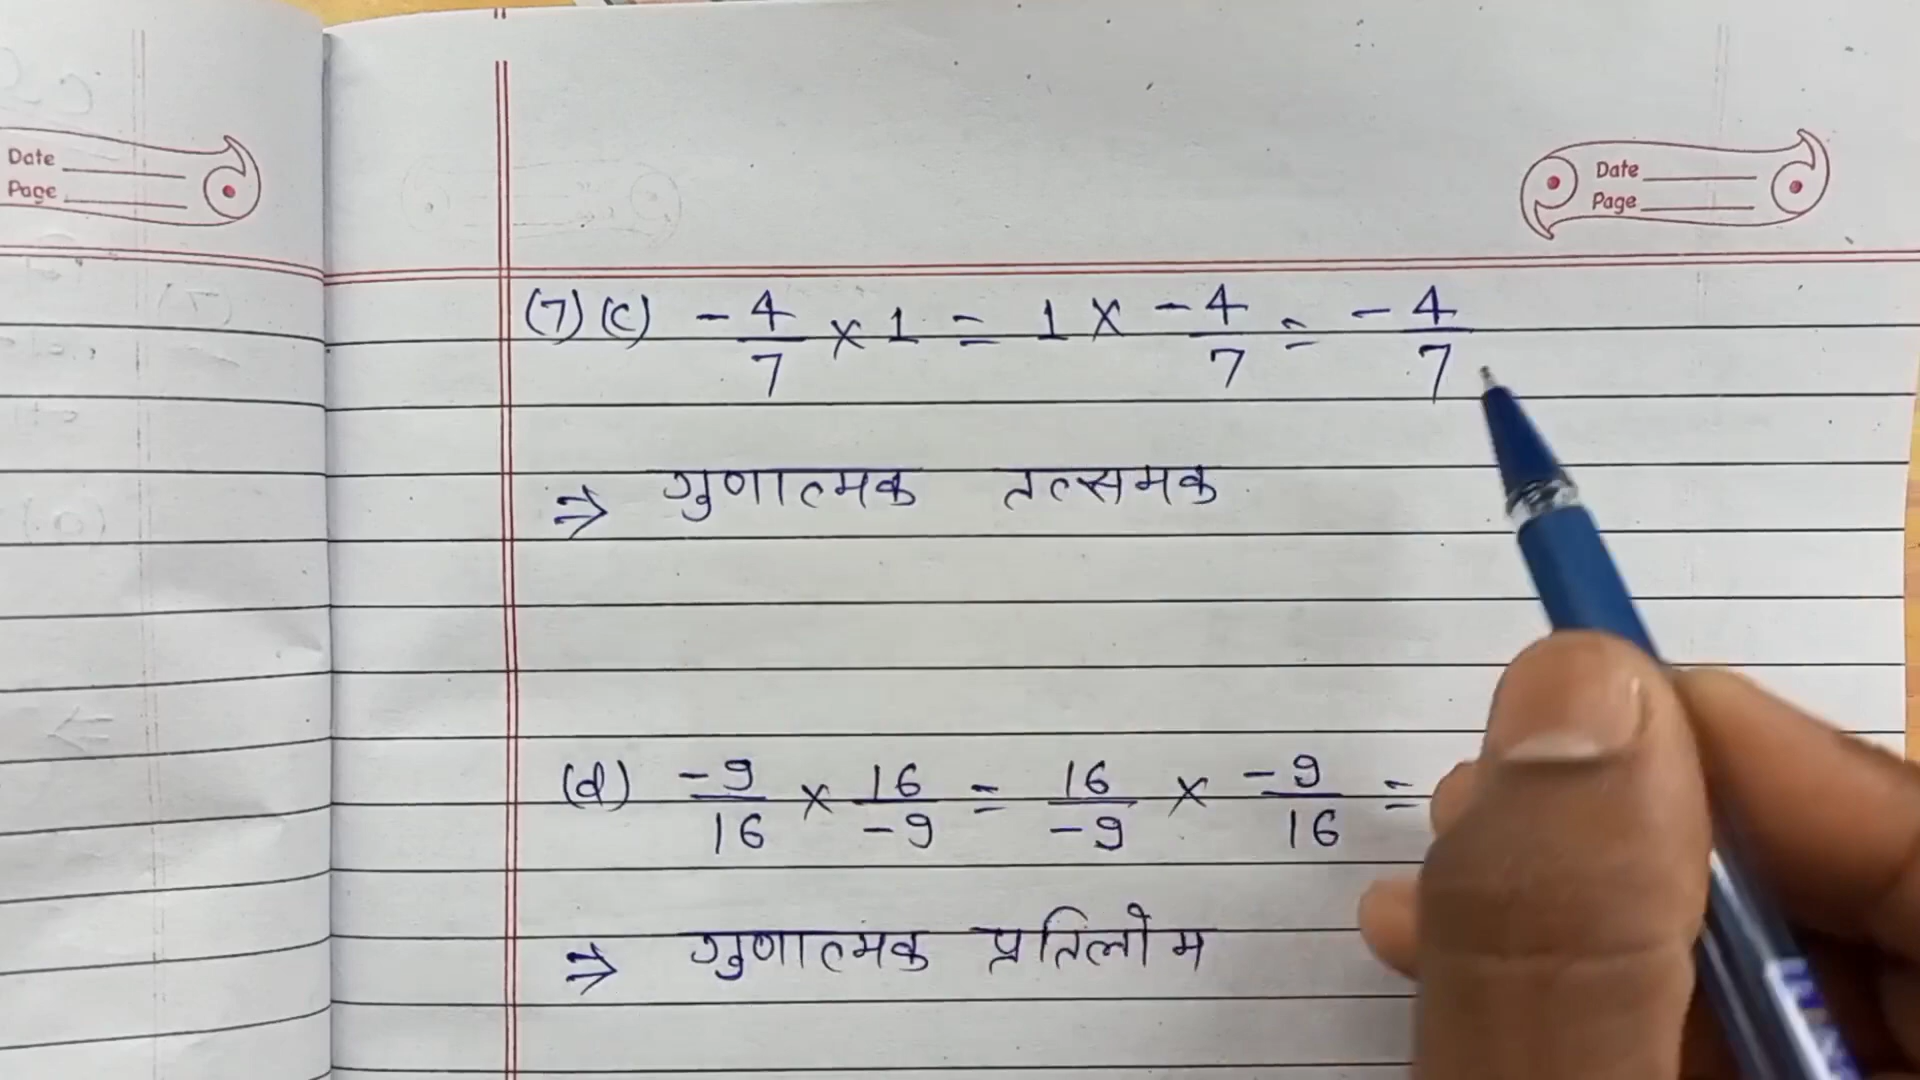 Date
Page
Date
Page
(7) (c) -4/7 × 1 = 1 × -4/7 = -4/7
⇒ गुणात्मक तत्समक
(d) -9/16 × 16/-9 = 16/-9 × -9/16 =
⇒ गुणात्मक प्रतिलोम